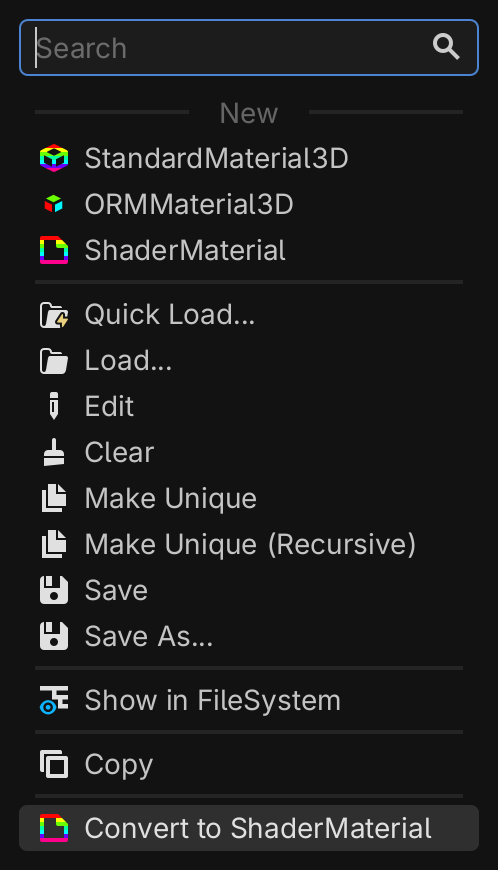 Search
New
StandardMaterial3D
ORMMaterial3D
ShaderMaterial
Quick Load...
Load...
Edit
Clear
Make Unique
Make Unique (Recursive)
Save
Save As...
Show in FileSystem
Copy
Convert to ShaderMaterial